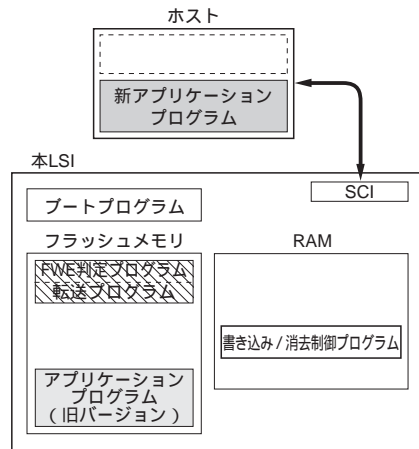 ホスト
新アプリケーション
プログラム
本LSI
SCI
ブートプログラム
フラッシュメモリ
RAM
FWE判定プログラム
転送プログラム
書き込み / 消去制御プログラム
アプリケーション
プログラム
( 旧バージョン )